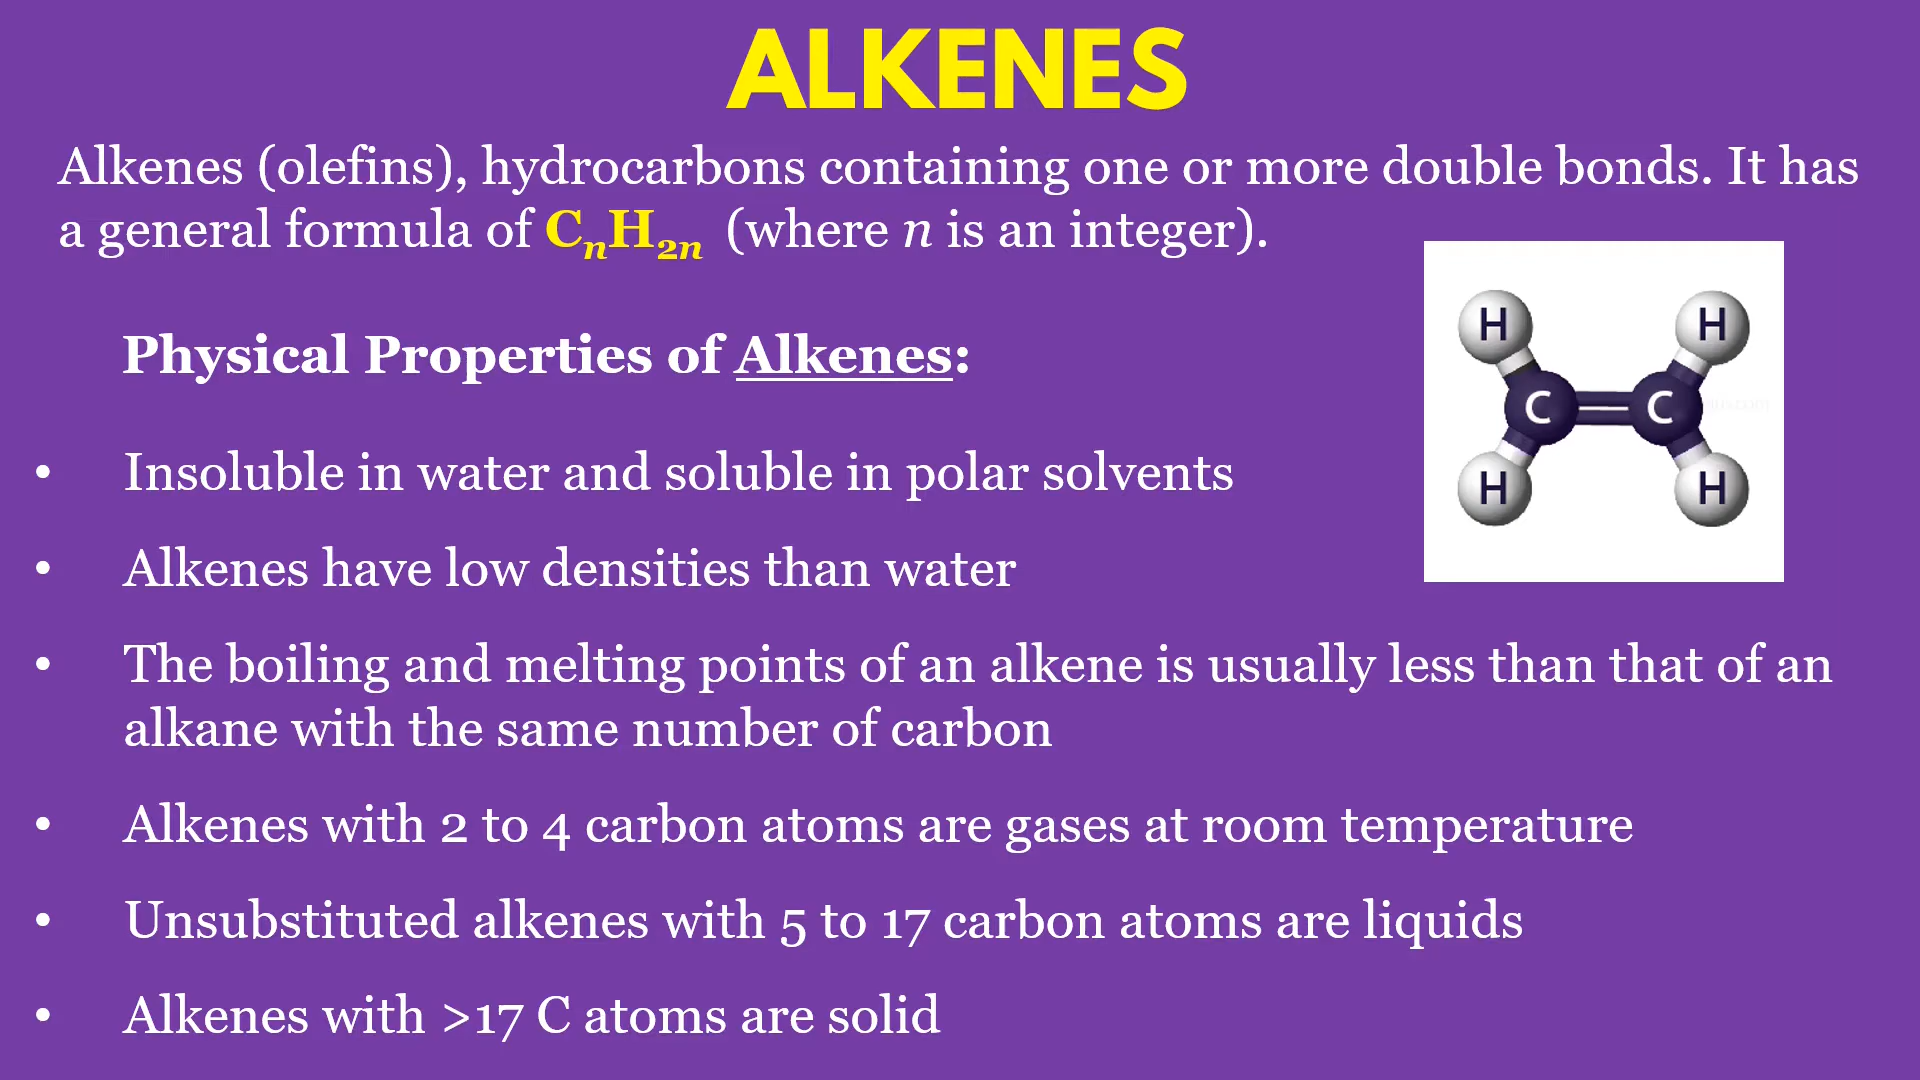 ALKENES
Alkenes (olefins), hydrocarbons containing one or more double bonds. It has
a general formula of CnH2n (where n is an integer).
Physical Properties of Alkenes:
• Insoluble in water and soluble in polar solvents
• Alkenes have low densities than water
• The boiling and melting points of an alkene is usually less than that of an
alkane with the same number of carbon
• Alkenes with 2 to 4 carbon atoms are gases at room temperature
• Unsubstituted alkenes with 5 to 17 carbon atoms are liquids
• Alkenes with >17 C atoms are solid
H H
C C
H H